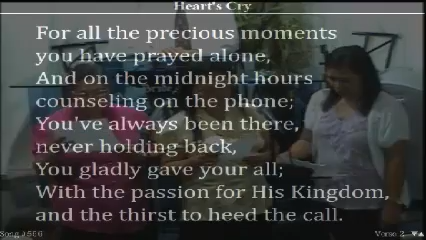 Heart's Cry
For all the precious moments
you have prayed alone,
And on the midnight hours
counseling on the phone;
You've always been there,
never holding back,
You gladly gave your all;
With the passion for His Kingdom,
and the thirst to heed the call.
Verse 2